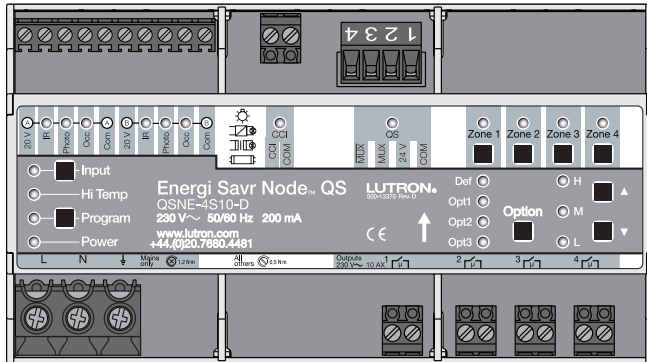 1 2 3 4
A B
20 V IR Photo Occ Com 20 V IR Photo Occ Com
CCI
CCI COM
QS
MUX MUX 24 V COM
Zone 1 Zone 2 Zone 3 Zone 4
Input
Hi Temp
Program
Power
Energi Savr Node™ QS
QSNE-4S10-D
230 V~ 50/60 Hz 200 mA
www.lutron.com
+44.(0)20.7680.4481
LUTRON®
500-13375 Rev. D
CE
Def
Opt1
Opt2
Opt3
Option
H
M
L
L N
Mains only 1,2 Nm
All others 0,5 Nm
Outputs
230 V~ 10 AX
1 2 3 4